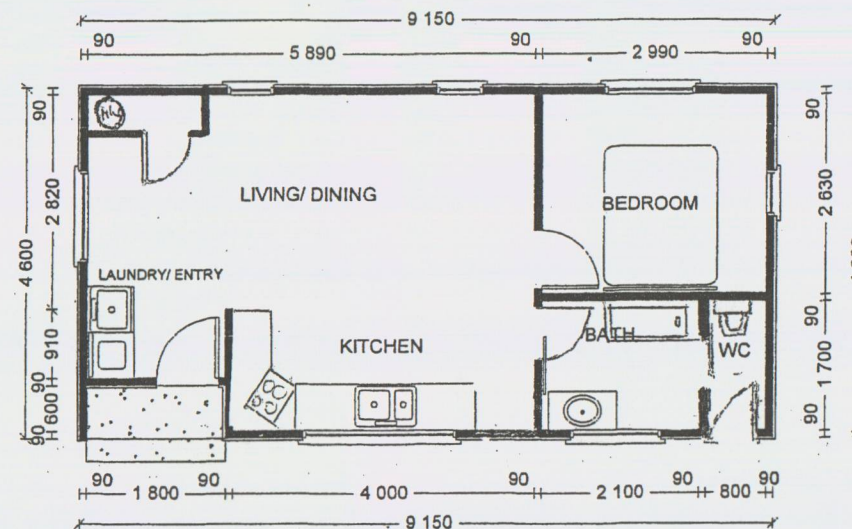 9 150
90 5 890 90 2 990 90
90 2 820 910 90 600 90
4 600
HW
LIVING/ DINING
BEDROOM
LAUNDRY/ ENTRY
KITCHEN
BATH
WC
90 2 630 90 1 700 90
90 1 800 90 4 000 90 2 100 90 800 90
9 150